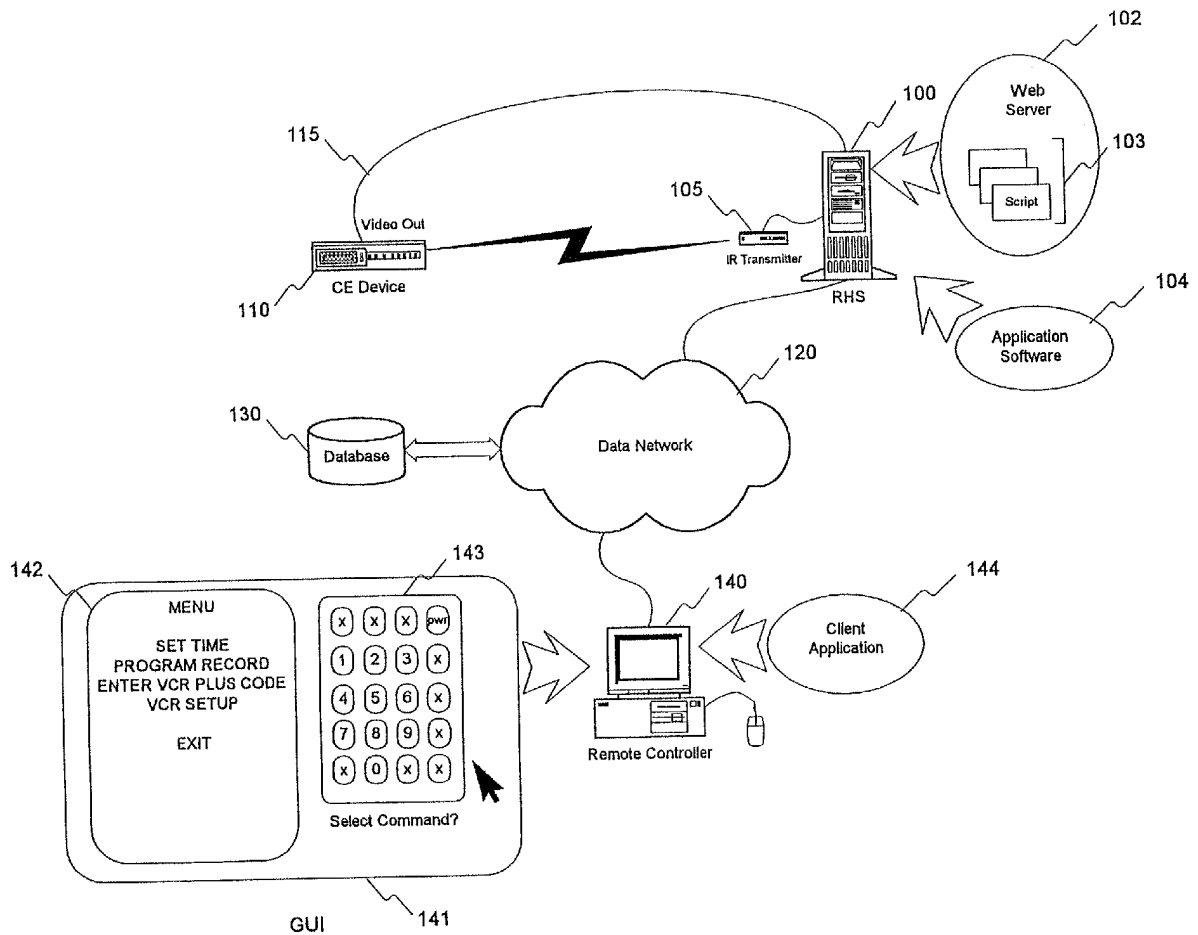 102
Web
Server
103
Script
100
115
105
Video Out
IR Transmitter
CE Device
110
RHS
104
Application
Software
120
130
Database
Data Network
142
143
140
144
MENU
SET TIME
PROGRAM RECORD
ENTER VCR PLUS CODE
VCR SETUP
EXIT
x x x pwr
1 2 3 x
4 5 6 x
7 8 9 x
x 0 x x
Select Command?
Client
Application
Remote Controller
141
GUI